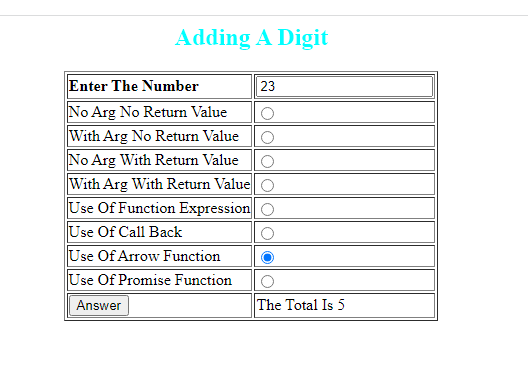 Adding A Digit
Enter The Number 23
No Arg No Return Value
With Arg No Return Value
No Arg With Return Value
With Arg With Return Value
Use Of Function Expression
Use Of Call Back
Use Of Arrow Function
Use Of Promise Function
Answer The Total Is 5